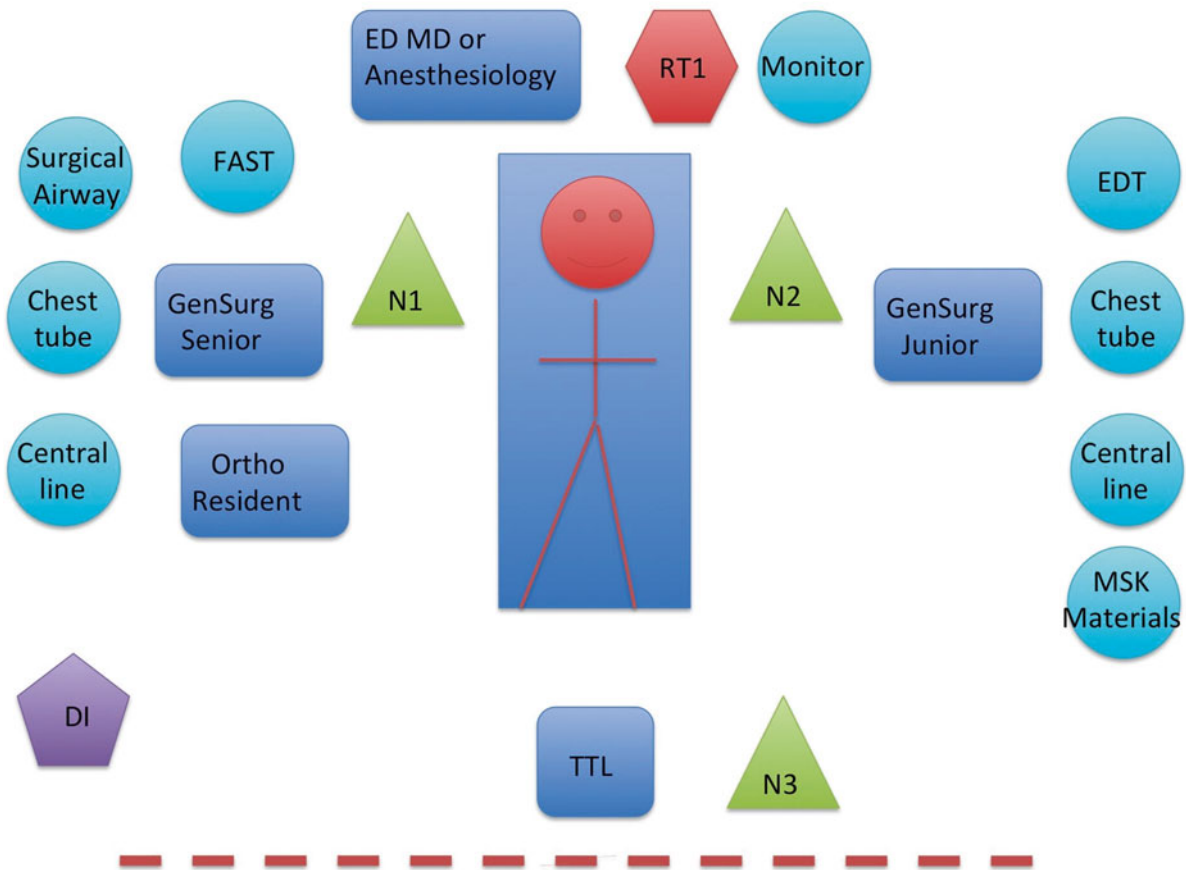 ED MD or
Anesthesiology
RT1
Monitor
Surgical
Airway
FAST
EDT
N1
N2
Chest
tube
GenSurg
Senior
GenSurg
Junior
Chest
tube
Central
line
Ortho
Resident
Central
line
MSK
Materials
DI
TTL
N3